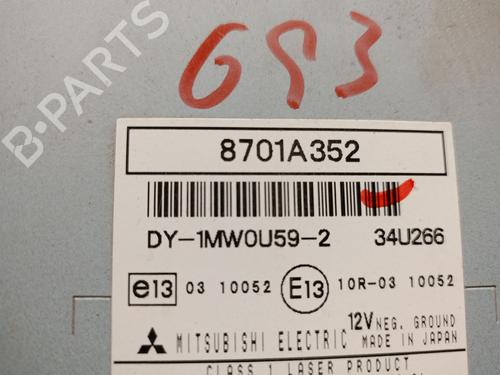 B-PARTS
693
8701A352
DY-1MW0U59-2 34U266
e13 03 10052 E13 10R-03 10052
12V NEG. GROUND
MITSUBISHI ELECTRIC MADE IN JAPAN
CLASS 1 LASER PRODUCT